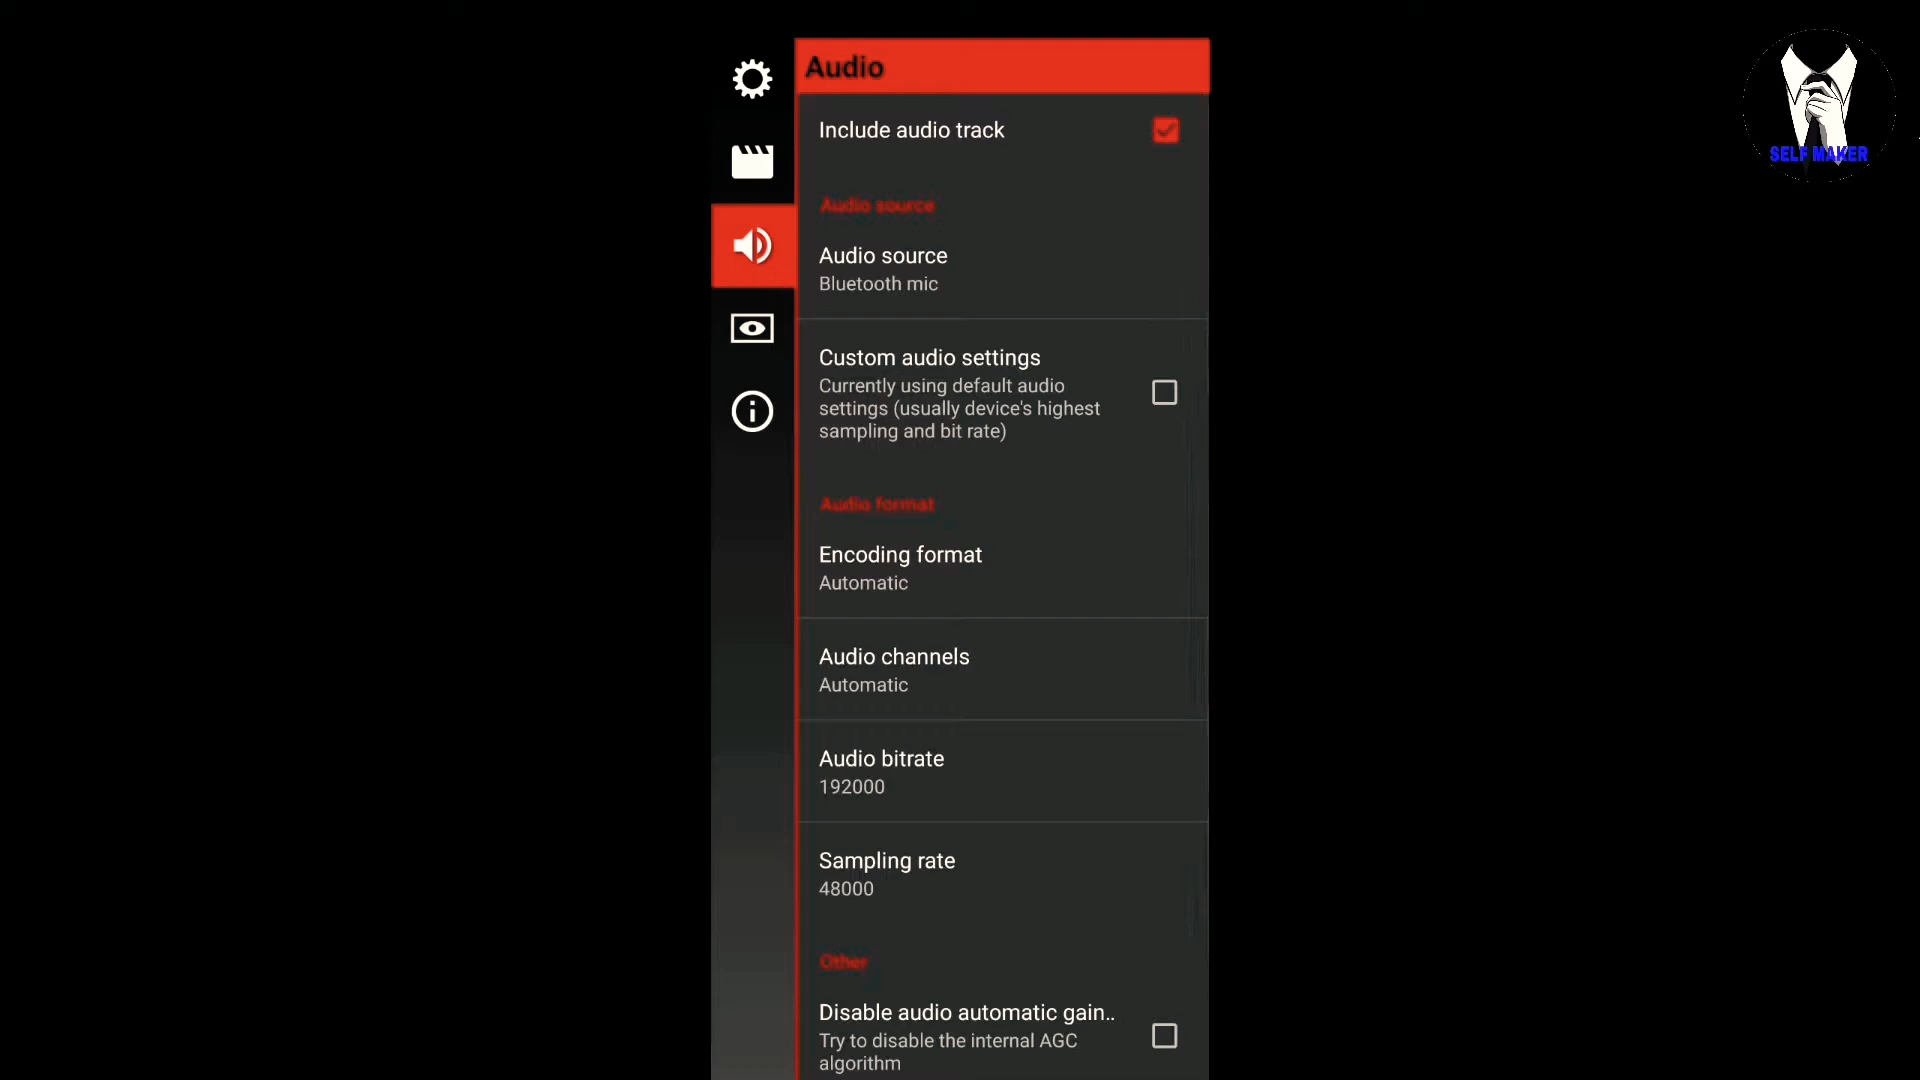 Audio
Include audio track
Audio source
Audio source
Bluetooth mic
Custom audio settings
Currently using default audio
settings (usually device's highest
sampling and bit rate)
Audio format
Encoding format
Automatic
Audio channels
Automatic
Audio bitrate
192000
Sampling rate
48000
Other
Disable audio automatic gain..
Try to disable the internal AGC
algorithm
SELF MAKER